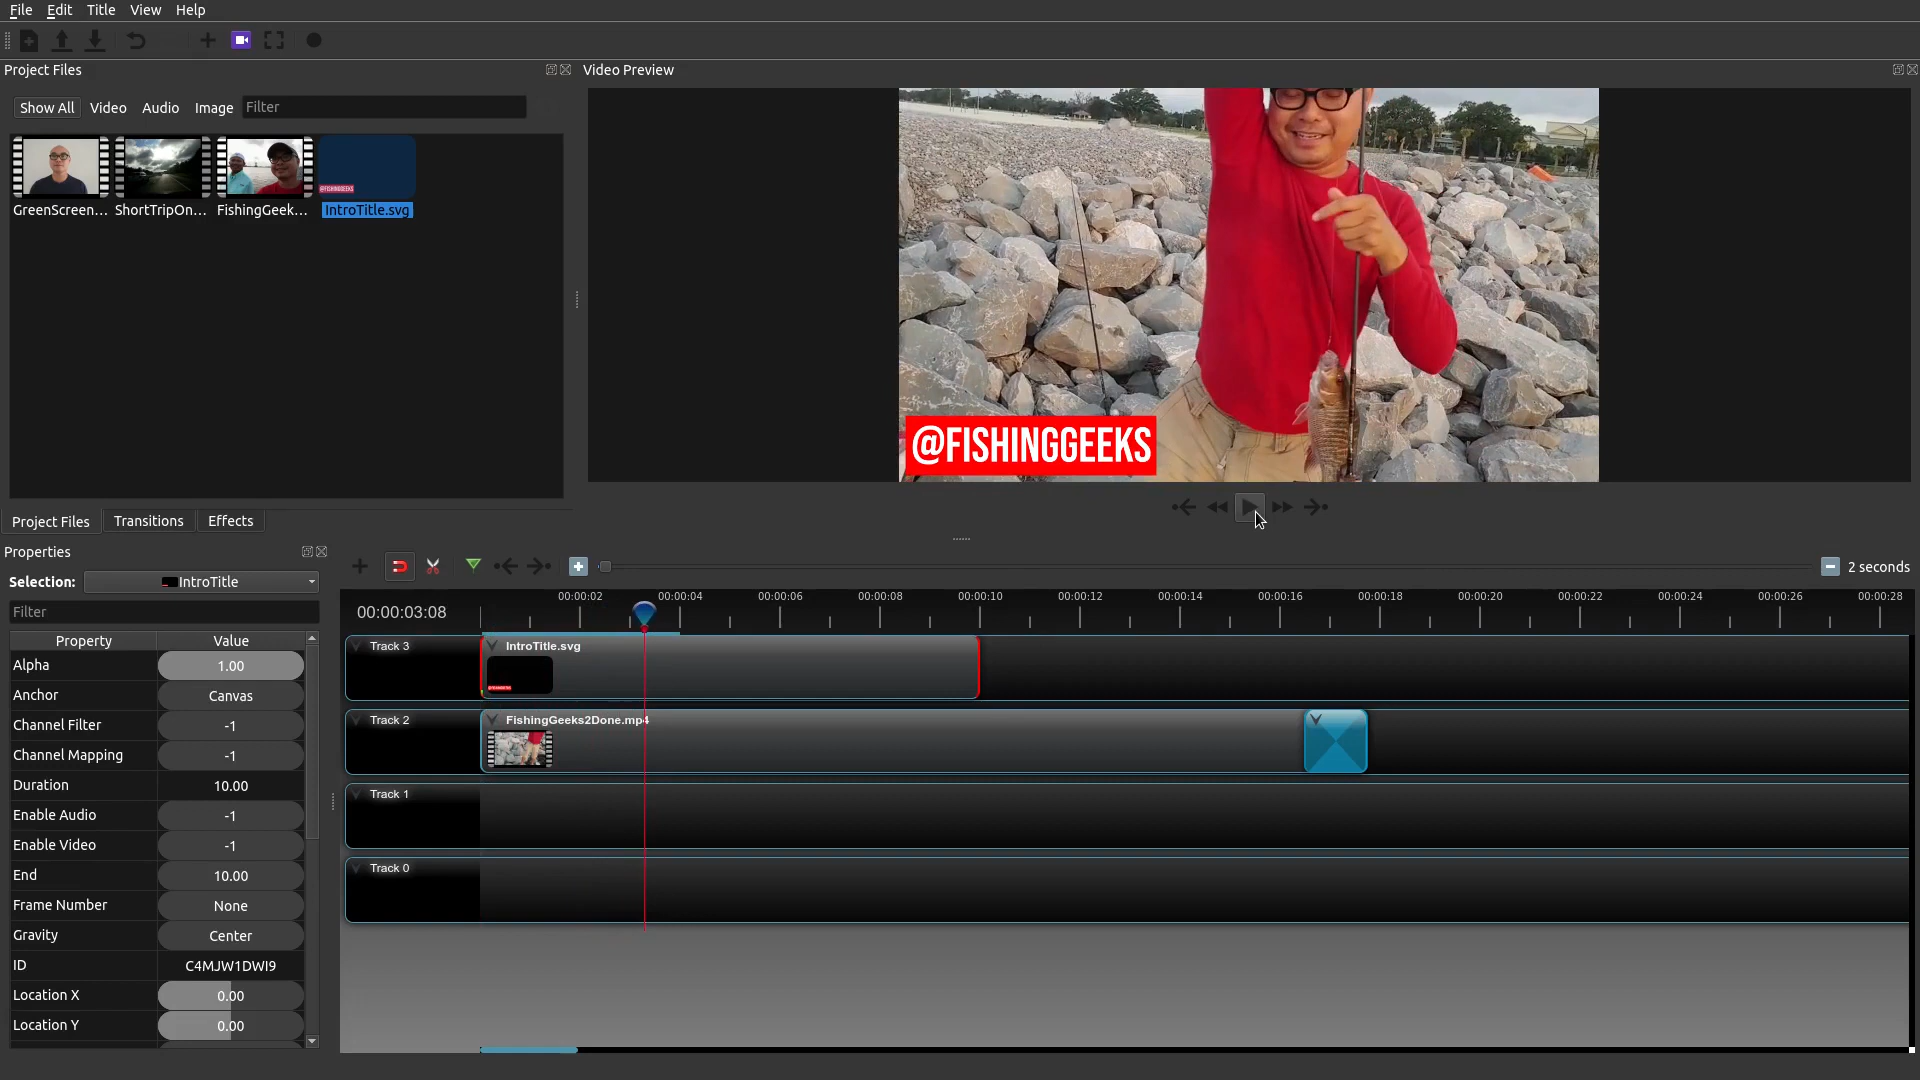 File Edit Title View Help
Project Files
Video Preview
Show All Video Audio Image Filter
GreenScreen... ShortTripOn... FishingGeek... IntroTitle.svg
@FISHINGGEEKS
@FISHINGGEEKS
Project Files Transitions Effects
Properties
Selection: IntroTitle
2 seconds
Filter
00:00:03:08
00:00:02 00:00:04 00:00:06 00:00:08 00:00:10 00:00:12 00:00:14 00:00:16 00:00:18 00:00:20 00:00:22 00:00:24 00:00:26 00:00:28
Property Value
Alpha 1.00
Anchor Canvas
Channel Filter -1
Channel Mapping -1
Duration 10.00
Enable Audio -1
Enable Video -1
End 10.00
Frame Number None
Gravity Center
ID C4MJW1DWI9
Location X 0.00
Location Y 0.00
Track 3 IntroTitle.svg
Track 2 FishingGeeks2Done.mp4
Track 1
Track 0